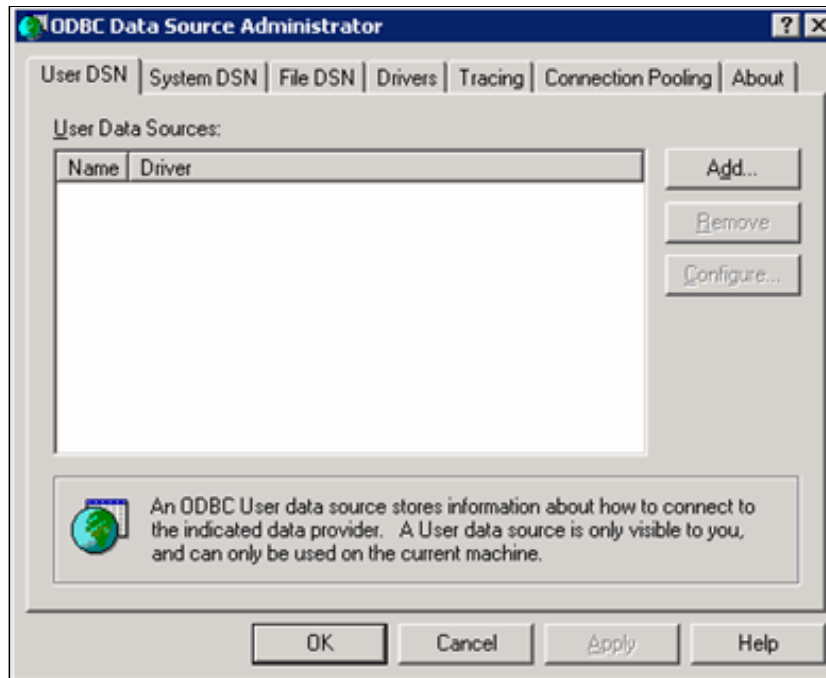 ODBC Data Source Administrator
?
User DSN System DSN File DSN Drivers Tracing Connection Pooling About
User Data Sources:
Name Driver
Add...
Remove
Configure...
An ODBC User data source stores information about how to connect to
the indicated data provider. A User data source is only visible to you,
and can only be used on the current machine.
OK Cancel Apply Help